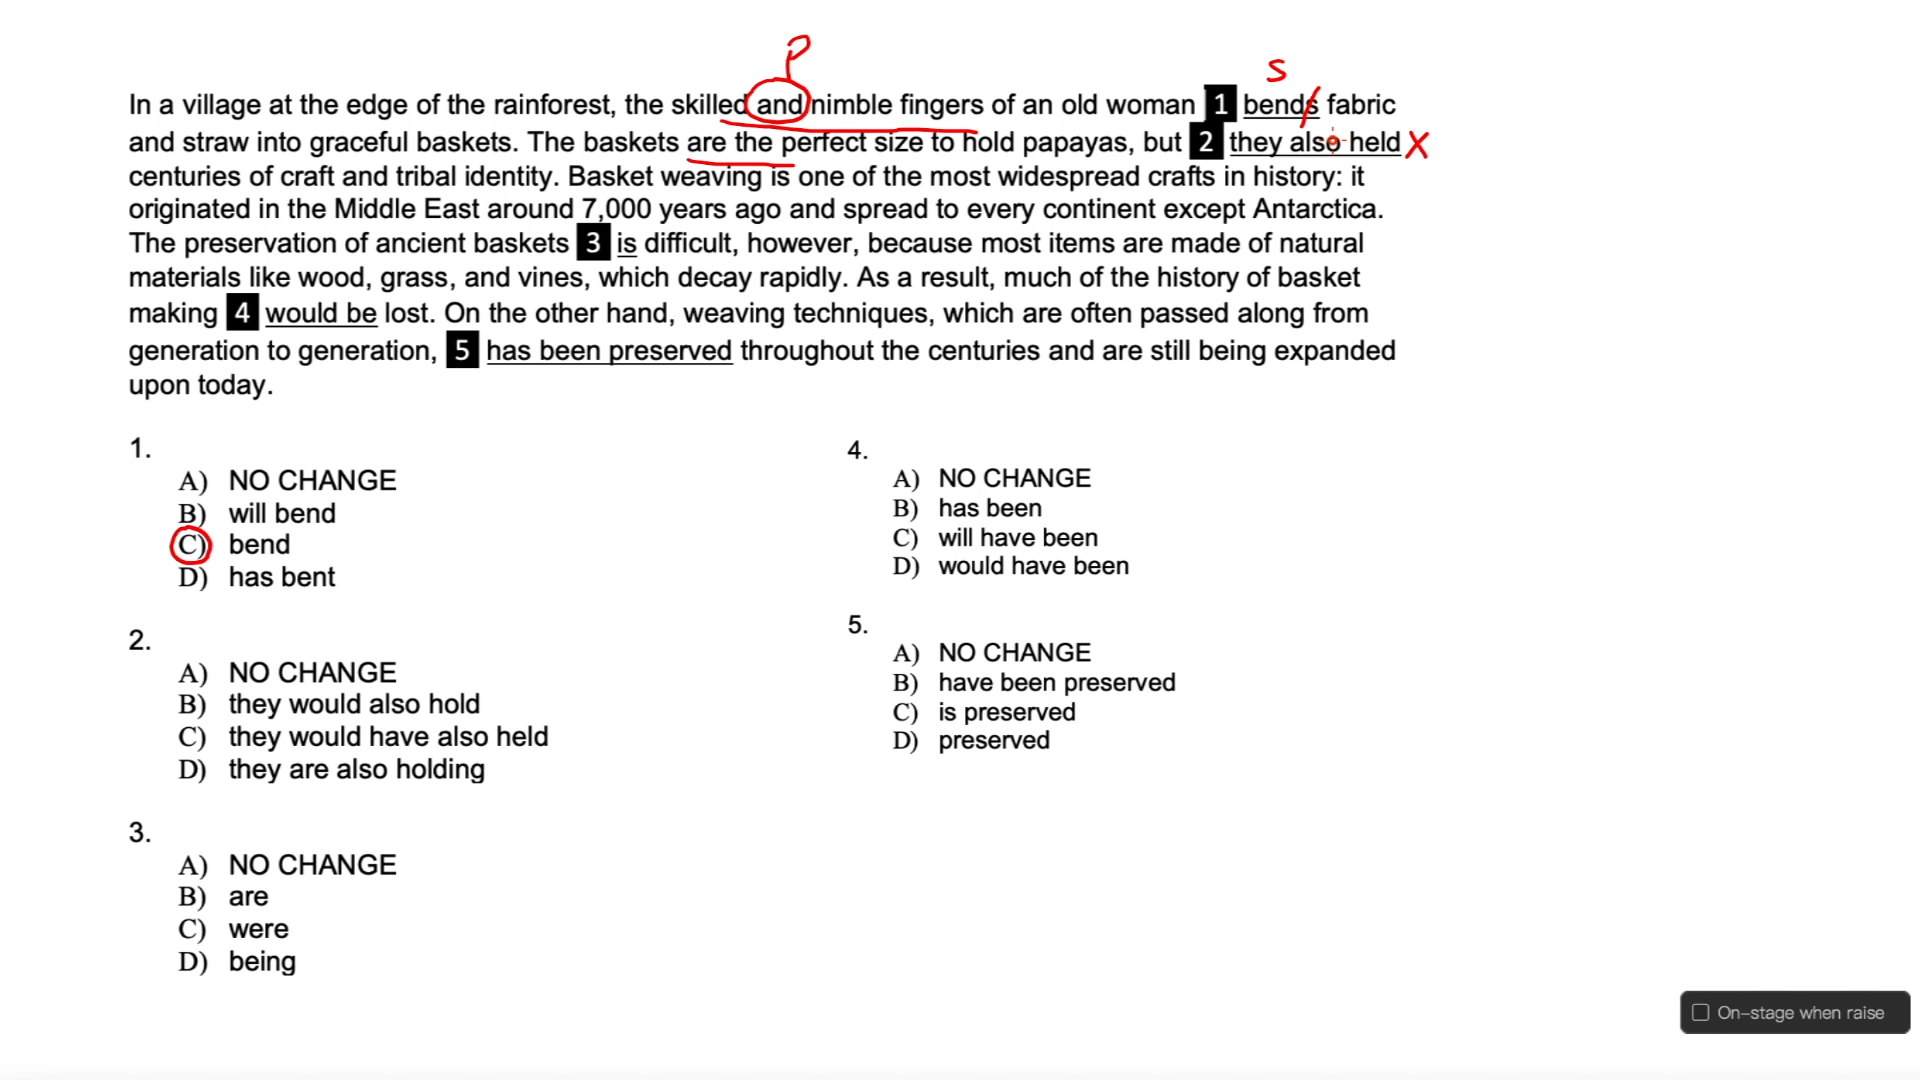 P
S
In a village at the edge of the rainforest, the skilled and nimble fingers of an old woman 1 bends fabric
and straw into graceful baskets. The baskets are the perfect size to hold papayas, but 2 they also held X
centuries of craft and tribal identity. Basket weaving is one of the most widespread crafts in history: it
originated in the Middle East around 7,000 years ago and spread to every continent except Antarctica.
The preservation of ancient baskets 3 is difficult, however, because most items are made of natural
materials like wood, grass, and vines, which decay rapidly. As a result, much of the history of basket
making 4 would be lost. On the other hand, weaving techniques, which are often passed along from
generation to generation, 5 has been preserved throughout the centuries and are still being expanded
upon today.
1.
A) NO CHANGE
B) will bend
C) bend
D) has bent
2.
A) NO CHANGE
B) they would also hold
C) they would have also held
D) they are also holding
3.
A) NO CHANGE
B) are
C) were
D) being
4.
A) NO CHANGE
B) has been
C) will have been
D) would have been
5.
A) NO CHANGE
B) have been preserved
C) is preserved
D) preserved
On-stage when raise